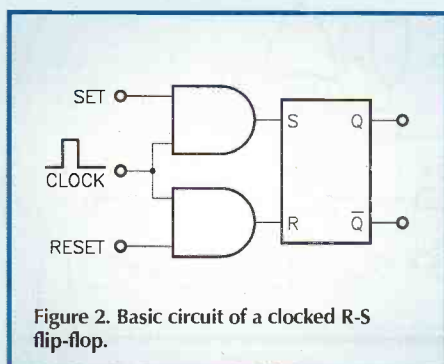 SET
S
Q
CLOCK
R
Q̅
RESET
Figure 2. Basic circuit of a clocked R-S
flip-flop.